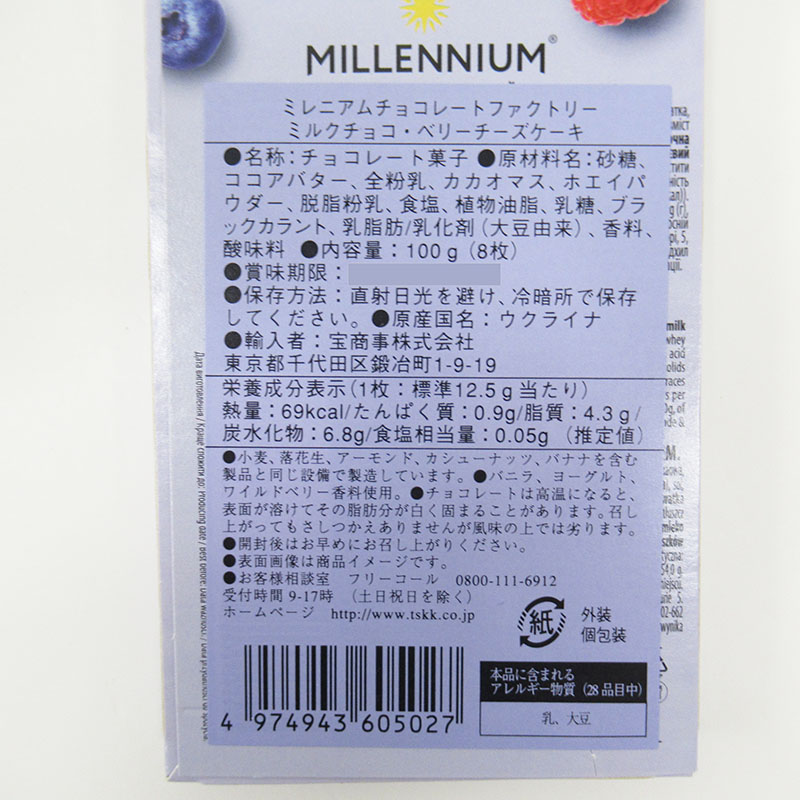 MILLENNIUM®
ミレニアムチョコレートファクトリー
ミルクチョコ・ベリーチーズケーキ
●名称：チョコレート菓子 ●原材料名：砂糖、
ココアバター、全粉乳、カカオマス、ホエイパ
ウダー、脱脂粉乳、食塩、植物油脂、乳糖、ブラ
ックカラント、乳脂肪/乳化剤（大豆由来）、香料、
酸味料 ●内容量：100g（8枚）
●賞味期限：
●保存方法：直射日光を避け、冷暗所で保存
してください。●原産国名：ウクライナ
●輸入者：宝商事株式会社
東京都千代田区鍛冶町1-9-19
栄養成分表示（1枚：標準12.5g当たり）
熱量：69kcal/たんぱく質：0.9g/脂質：4.3g/
炭水化物：6.8g/食塩相当量：0.05g （推定値）
●小麦、落花生、アーモンド、カシューナッツ、バナナを含む
製品と同じ設備で製造しています。●バニラ、ヨーグルト、
ワイルドベリー香料使用。●チョコレートは高温になると、
表面が溶けてその脂肪分が白く固まることがあります。召し
上がってもさしつかえありませんが風味の上では劣ります。
●開封後はお早めにお召し上がりください。
●表面画像は商品イメージです。
●お客様相談室 フリーコール 0800-111-6912
受付時間 9-17時 （土日祝日を除く）
ホームページ http://www.tskk.co.jp
紙
外装
個包装
本品に含まれる
アレルギー物質（28品目中）
乳、大豆
4 974943 605027
Дата виготовлення / Краще спожити до: Producing date / Best before:
milk
whey
acid
olids
races